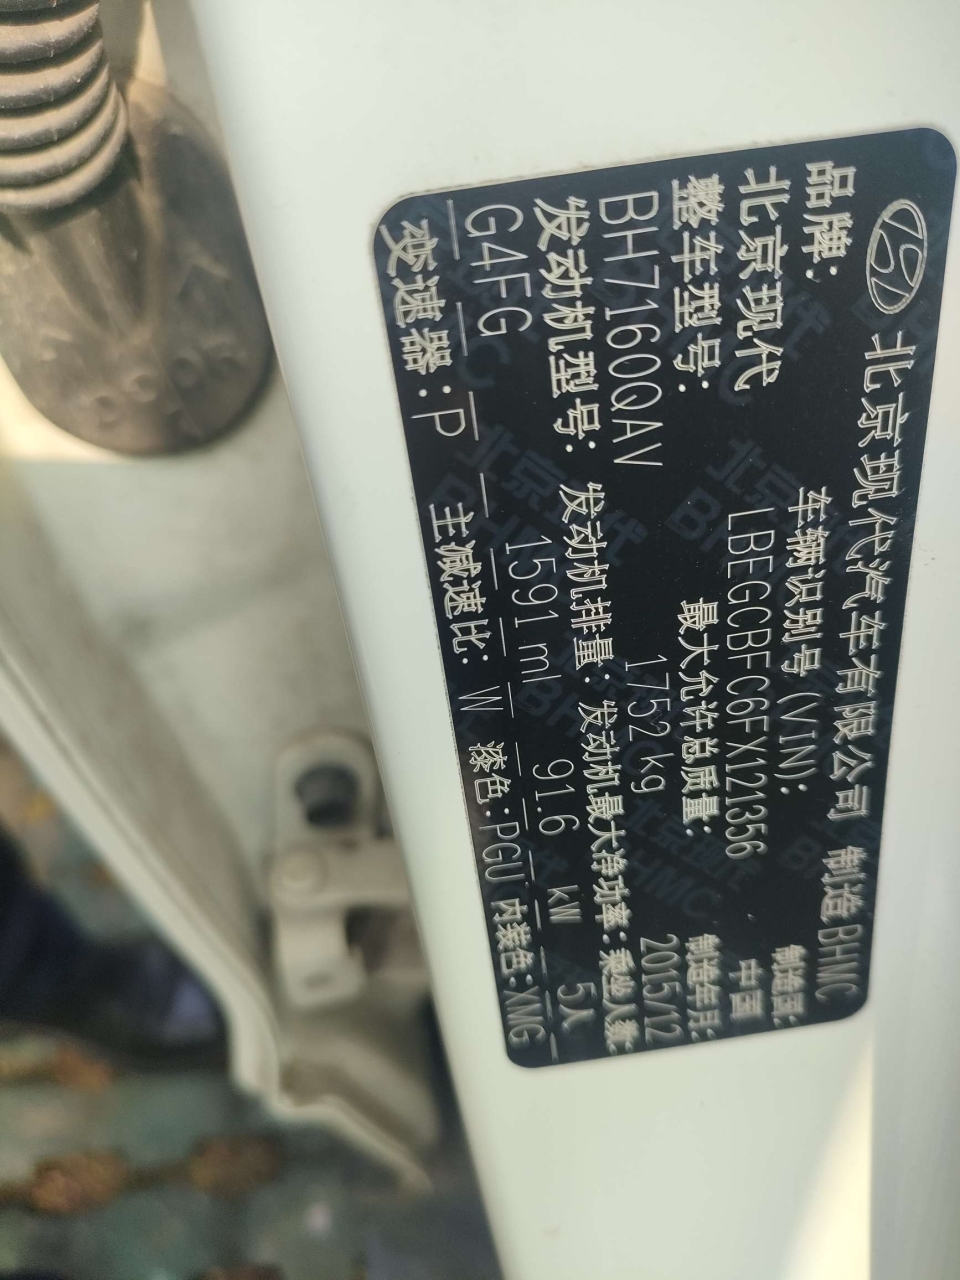 北京现代汽车有限公司 制造 BHMC
品牌: 车辆识别号(VIN): 制造国:
北京现代 LBEGCBFC6FX121356 中国
整车型号: 最大允许总质量: 制造年月:
BH7160QAV 1752kg 2015/12
发动机型号: 发动机排量: 发动机最大净功率: 乘坐人数:
G4FG 1591 ml 91.6 kW 5人
变速器:P 主减速比: W 漆色:PGU 内装色:XWG